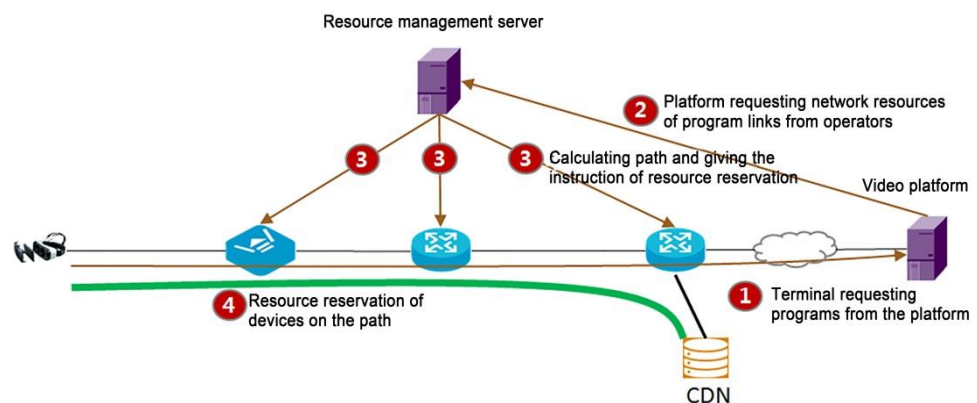 Resource management server
2
Platform requesting network resources
of program links from operators
3
3
3
Calculating path and giving the
instruction of resource reservation
Video platform
4
Resource reservation of
devices on the path
1
Terminal requesting
programs from the platform
CDN